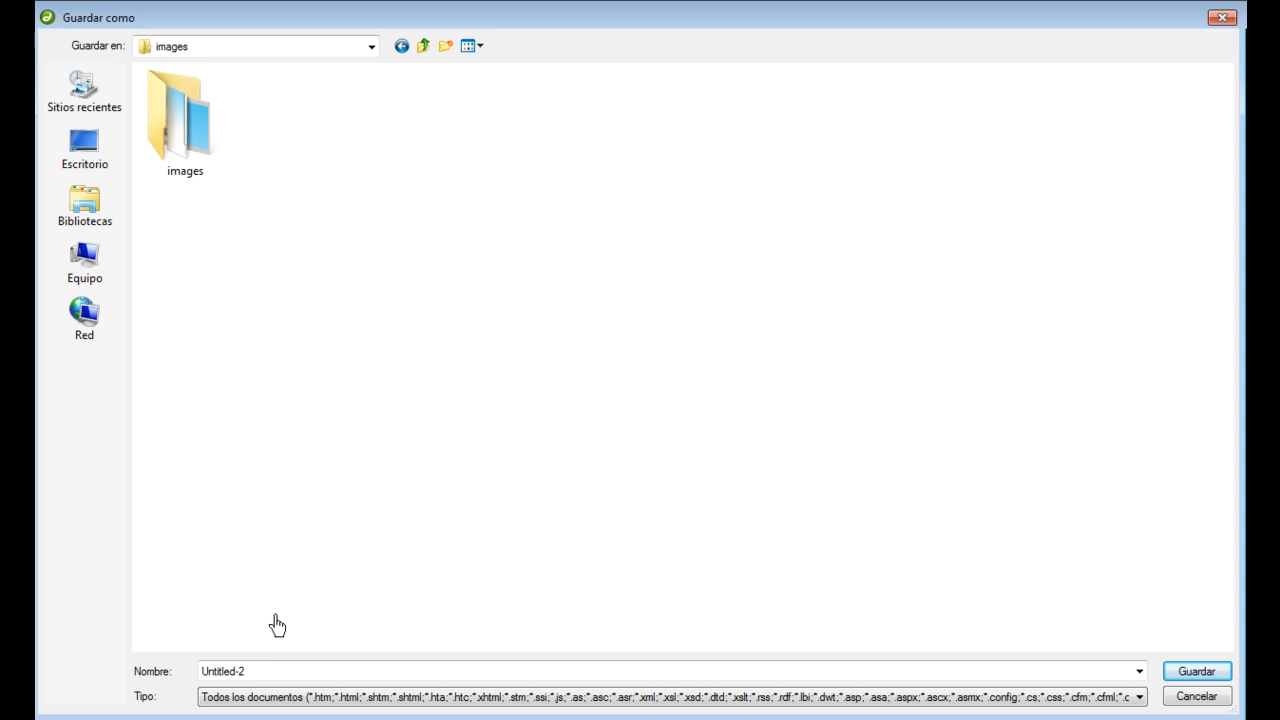 Guardar como
Guardar en: images
Sitios recientes
Escritorio
Bibliotecas
Equipo
Red
images
Nombre: Untitled-2
Guardar
Tipo: Todos los documentos (*.htm;*.html;*.shtm;*.shtml;*.hta;*.htc;*.xhtml;*.stm;*.ssi;*.js;*.as;*.asc;*.asr;*.xml;*.xsl;*.xsd;*.dtd;*.xslt;*.rss;*.rdf;*.lbi;*.dwt;*.asp;*.asa;*.aspx;*.ascx;*.asmx;*.config;*.cs;*.css;*.cfm;*.cfml;*.c
Cancelar